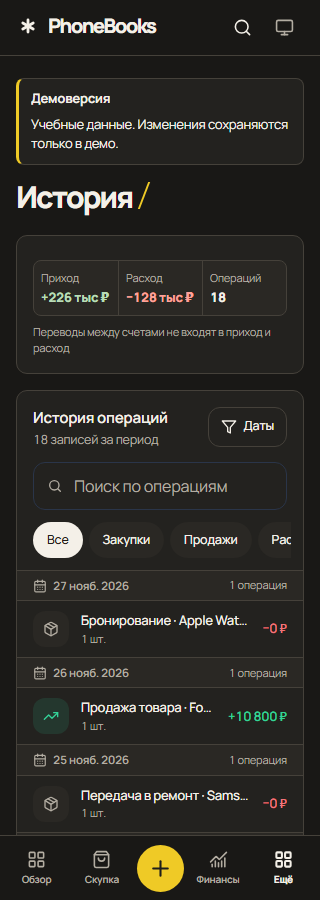 PhoneBooks
Демоверсия
Учебные данные. Изменения сохраняются
только в демо.
История /
Приход
Расход
Операций
+226 тыс ₽
−128 тыс ₽
18
Переводы между счетами не входят в приход и
расход
История операций
18 записей за период
Даты
Поиск по операциям
Все
Закупки
Продажи
Рас
27 нояб. 2026
1 операция
Бронирование · Apple Wat...
−0 ₽
1 шт.
26 нояб. 2026
1 операция
Продажа товара · Fo...
+10 800 ₽
1 шт.
25 нояб. 2026
1 операция
Передача в ремонт · Sams...
−0 ₽
1 шт.
Обзор
Скупка
Финансы
Ещё